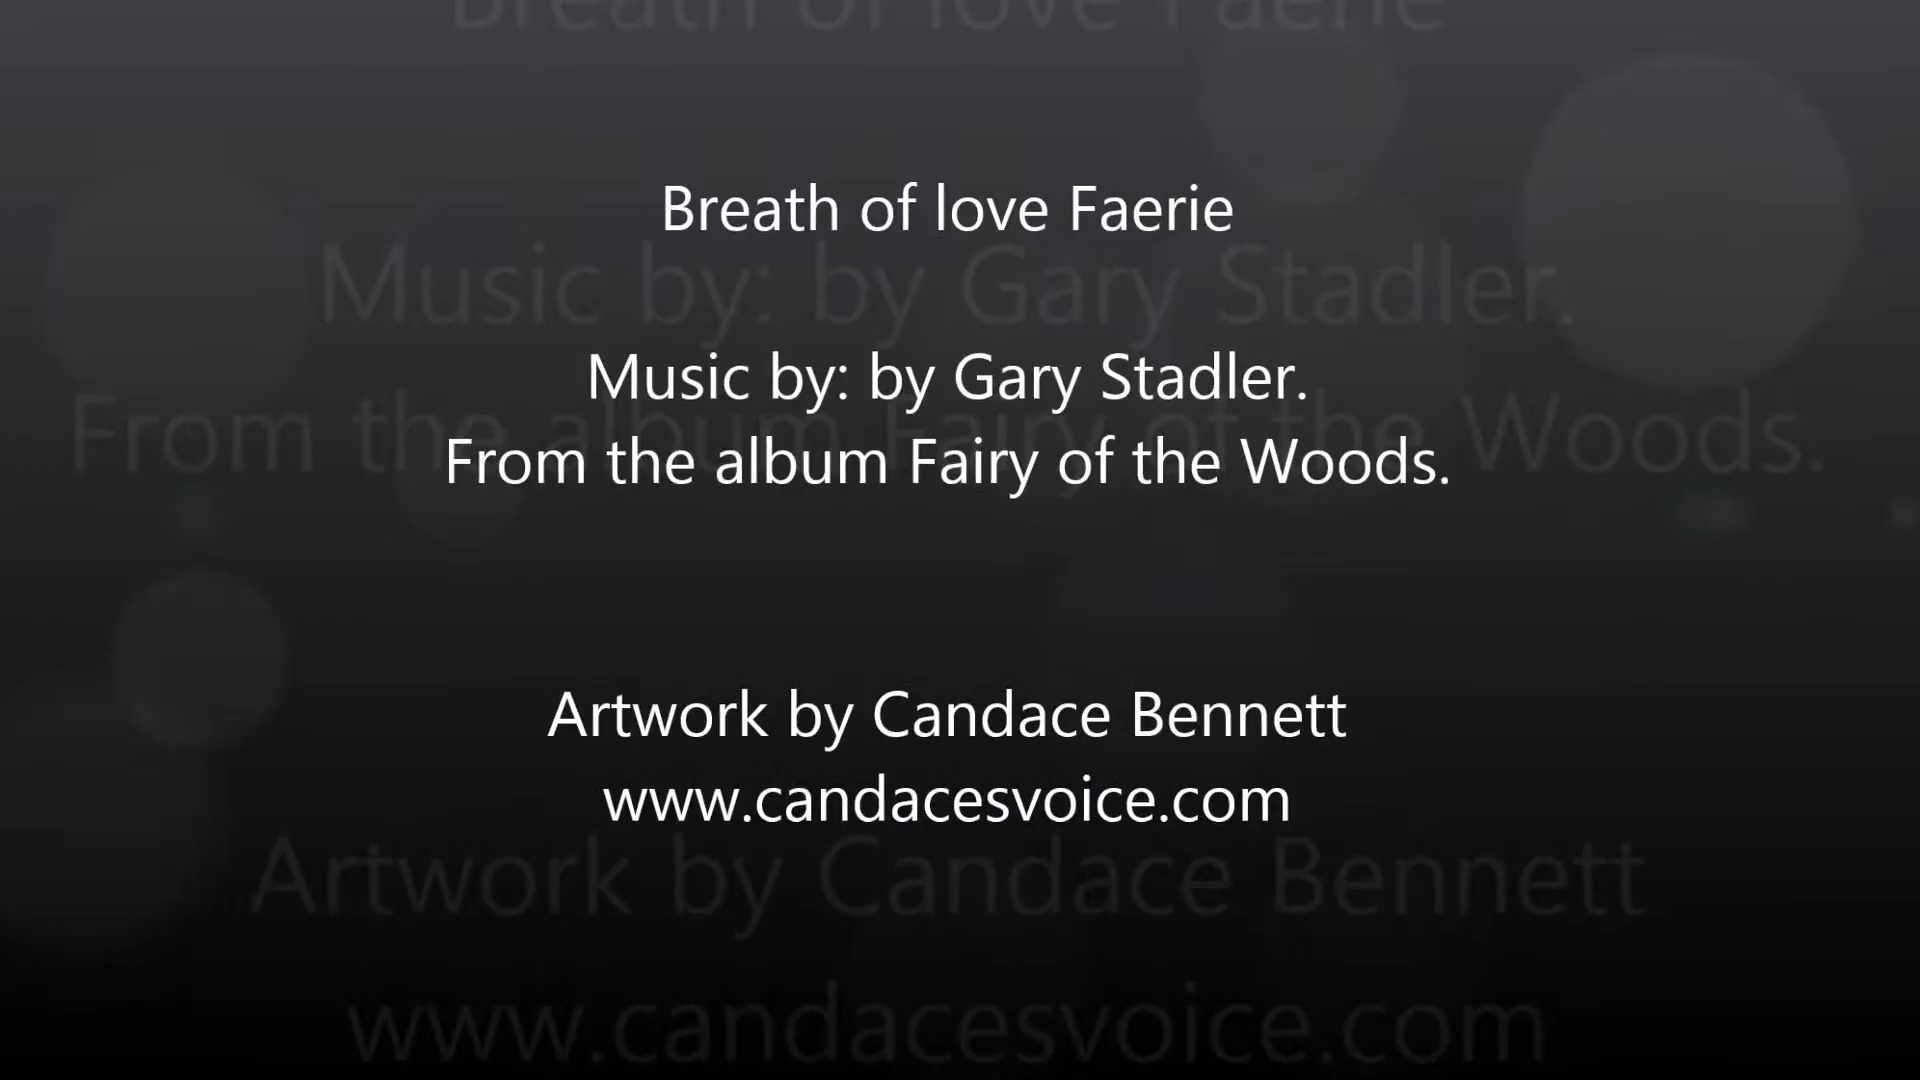 Breath of love Faerie
Music by: by Gary Stadler.
From the album Fairy of the Woods.
Artwork by Candace Bennett
www.candacesvoice.com